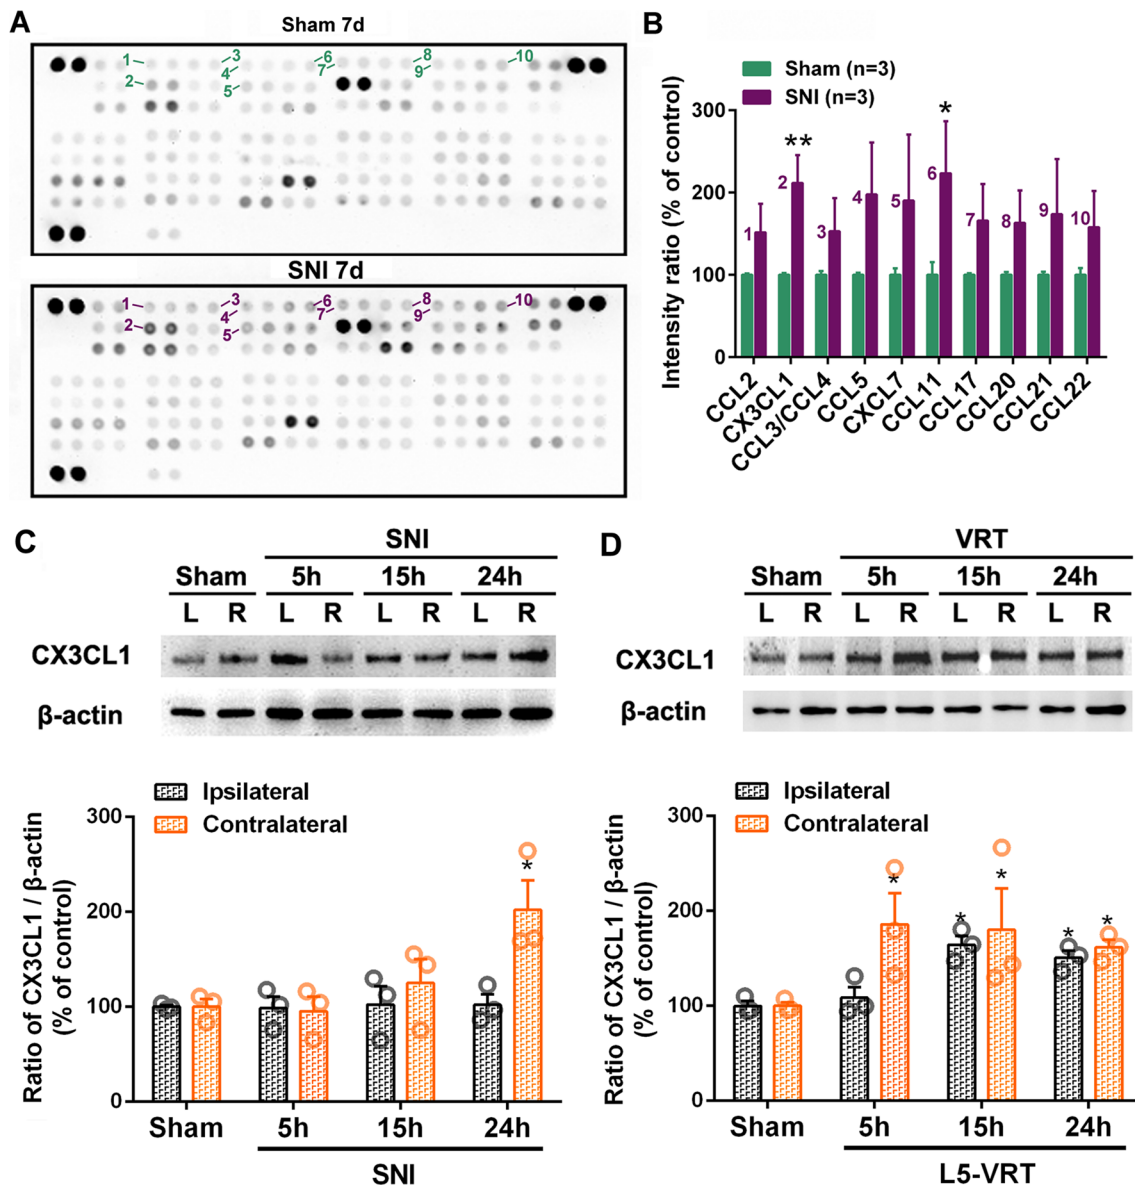 A
Sham 7d
1 3 6 8 10
4 7 9
2 5
SNI 7d
1 3 6 8 10
4 7 9
2 5
B
Sham (n=3)
SNI (n=3)
Intensity ratio (% of control)
300
200
100
0
** *
1 2 3 4 5 6 7 8 9 10
CCL2
CX3CL1
CCL3/CCL4
CCL5
CXCL7
CCL11
CCL17
CCL20
CCL21
CCL22
C
SNI
Sham 5h 15h 24h
L R L R L R L R
CX3CL1
β-actin
Ipsilateral
Contralateral
Ratio of CX3CL1 / β-actin
(% of control)
300
200
100
0
*
Sham 5h 15h 24h
SNI
D
VRT
Sham 5h 15h 24h
L R L R L R L R
CX3CL1
β-actin
Ipsilateral
Contralateral
Ratio of CX3CL1 / β-actin
(% of control)
300
200
100
0
* * * * *
Sham 5h 15h 24h
L5-VRT